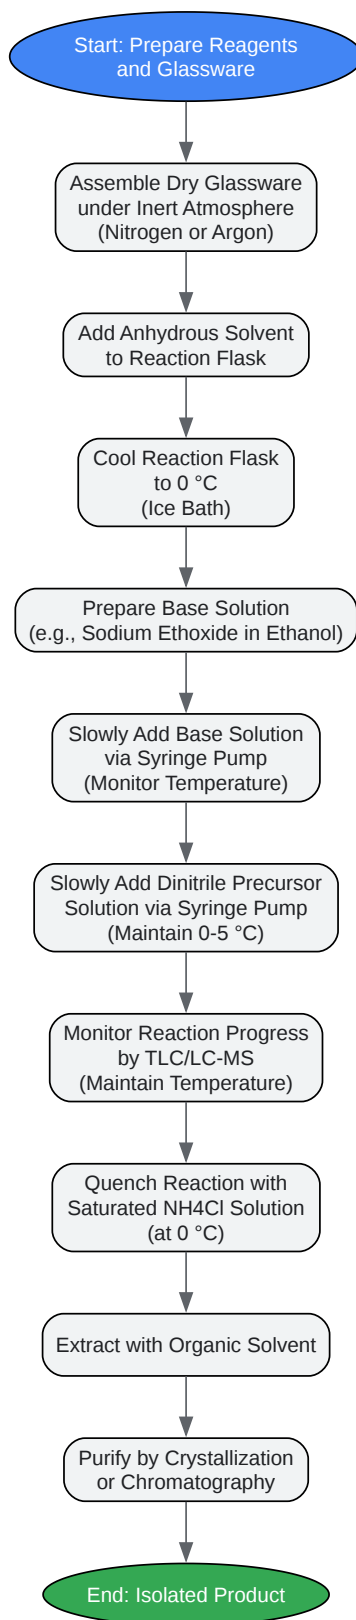 Start: Prepare Reagents
and Glassware
Assemble Dry Glassware
under Inert Atmosphere
(Nitrogen or Argon)
Add Anhydrous Solvent
to Reaction Flask
Cool Reaction Flask
to 0 °C
(Ice Bath)
Prepare Base Solution
(e.g., Sodium Ethoxide in Ethanol)
Slowly Add Base Solution
via Syringe Pump
(Monitor Temperature)
Slowly Add Dinitrile Precursor
Solution via Syringe Pump
(Maintain 0-5 °C)
Monitor Reaction Progress
by TLC/LC-MS
(Maintain Temperature)
Quench Reaction with
Saturated NH4Cl Solution
(at 0 °C)
Extract with Organic Solvent
Purify by Crystallization
or Chromatography
End: Isolated Product